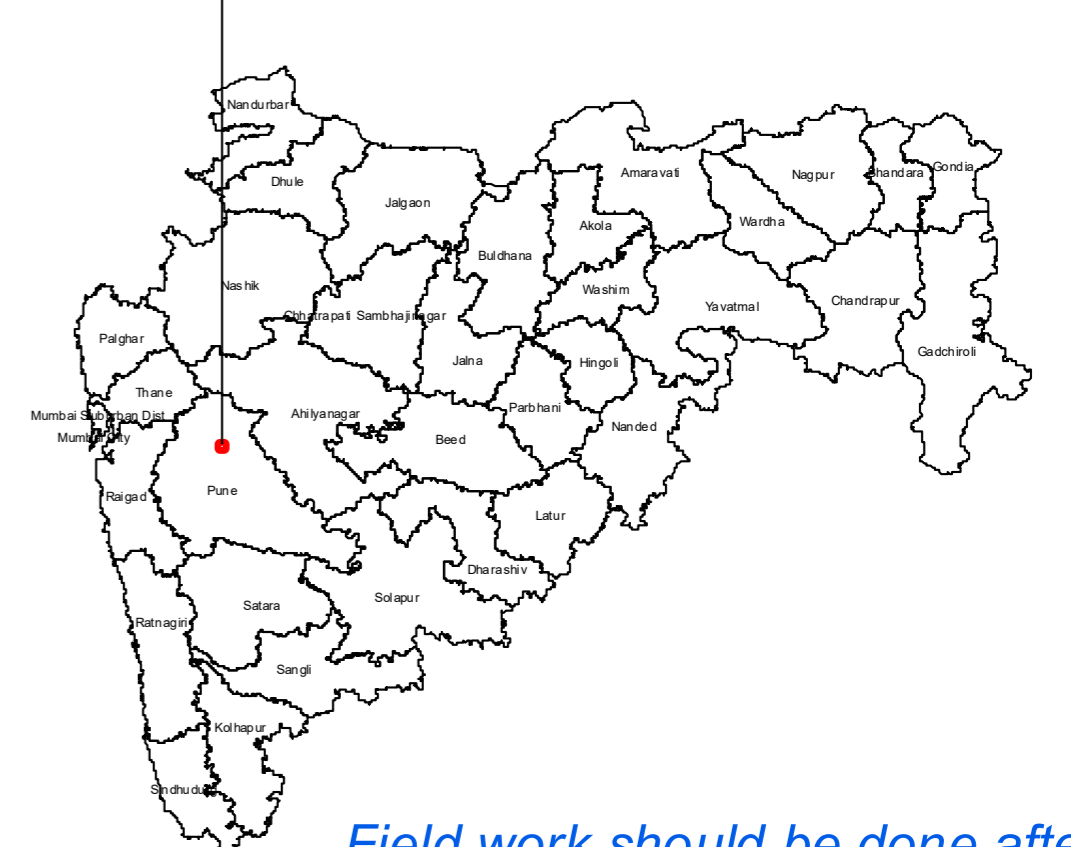 Nandurbar
Dhule
Jalgaon
Nashik
Buldhana
Akola
Amaravati
Washim
Wardha
Nagpur
Bhandara
Gondia
Yavatmal
Chandrapur
Gadchiroli
Chhatrapati Sambhajinagar
Jalna
Hingoli
Parbhani
Nanded
Palghar
Thane
Mumbai Suburban Dist
Mumbai City
Ahilyanagar
Beed
Raigad
Pune
Latur
Dharashiv
Solapur
Satara
Ratnagiri
Sangli
Kolhapur
Field work should be done afte